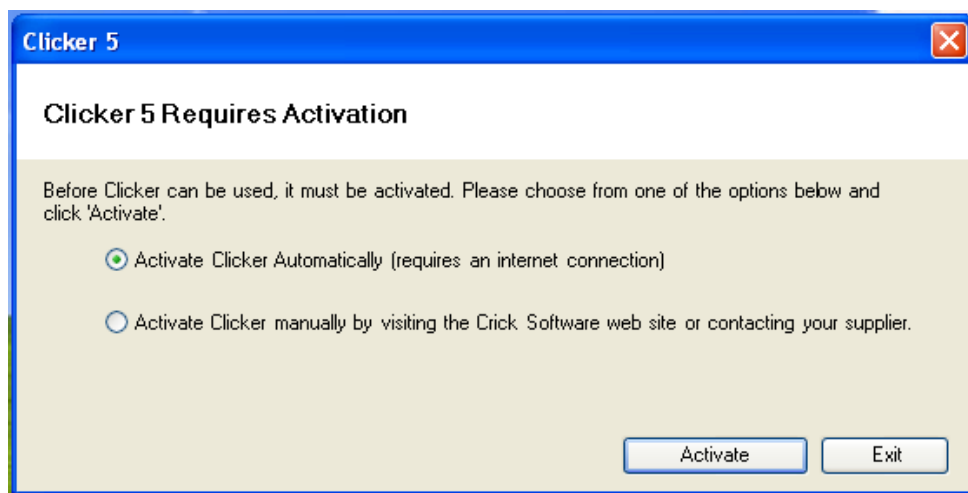 Clicker 5
Clicker 5 Requires Activation
Before Clicker can be used, it must be activated. Please choose from one of the options below and
click 'Activate'.
Activate Clicker Automatically (requires an internet connection)
Activate Clicker manually by visiting the Crick Software web site or contacting your supplier.
Activate Exit